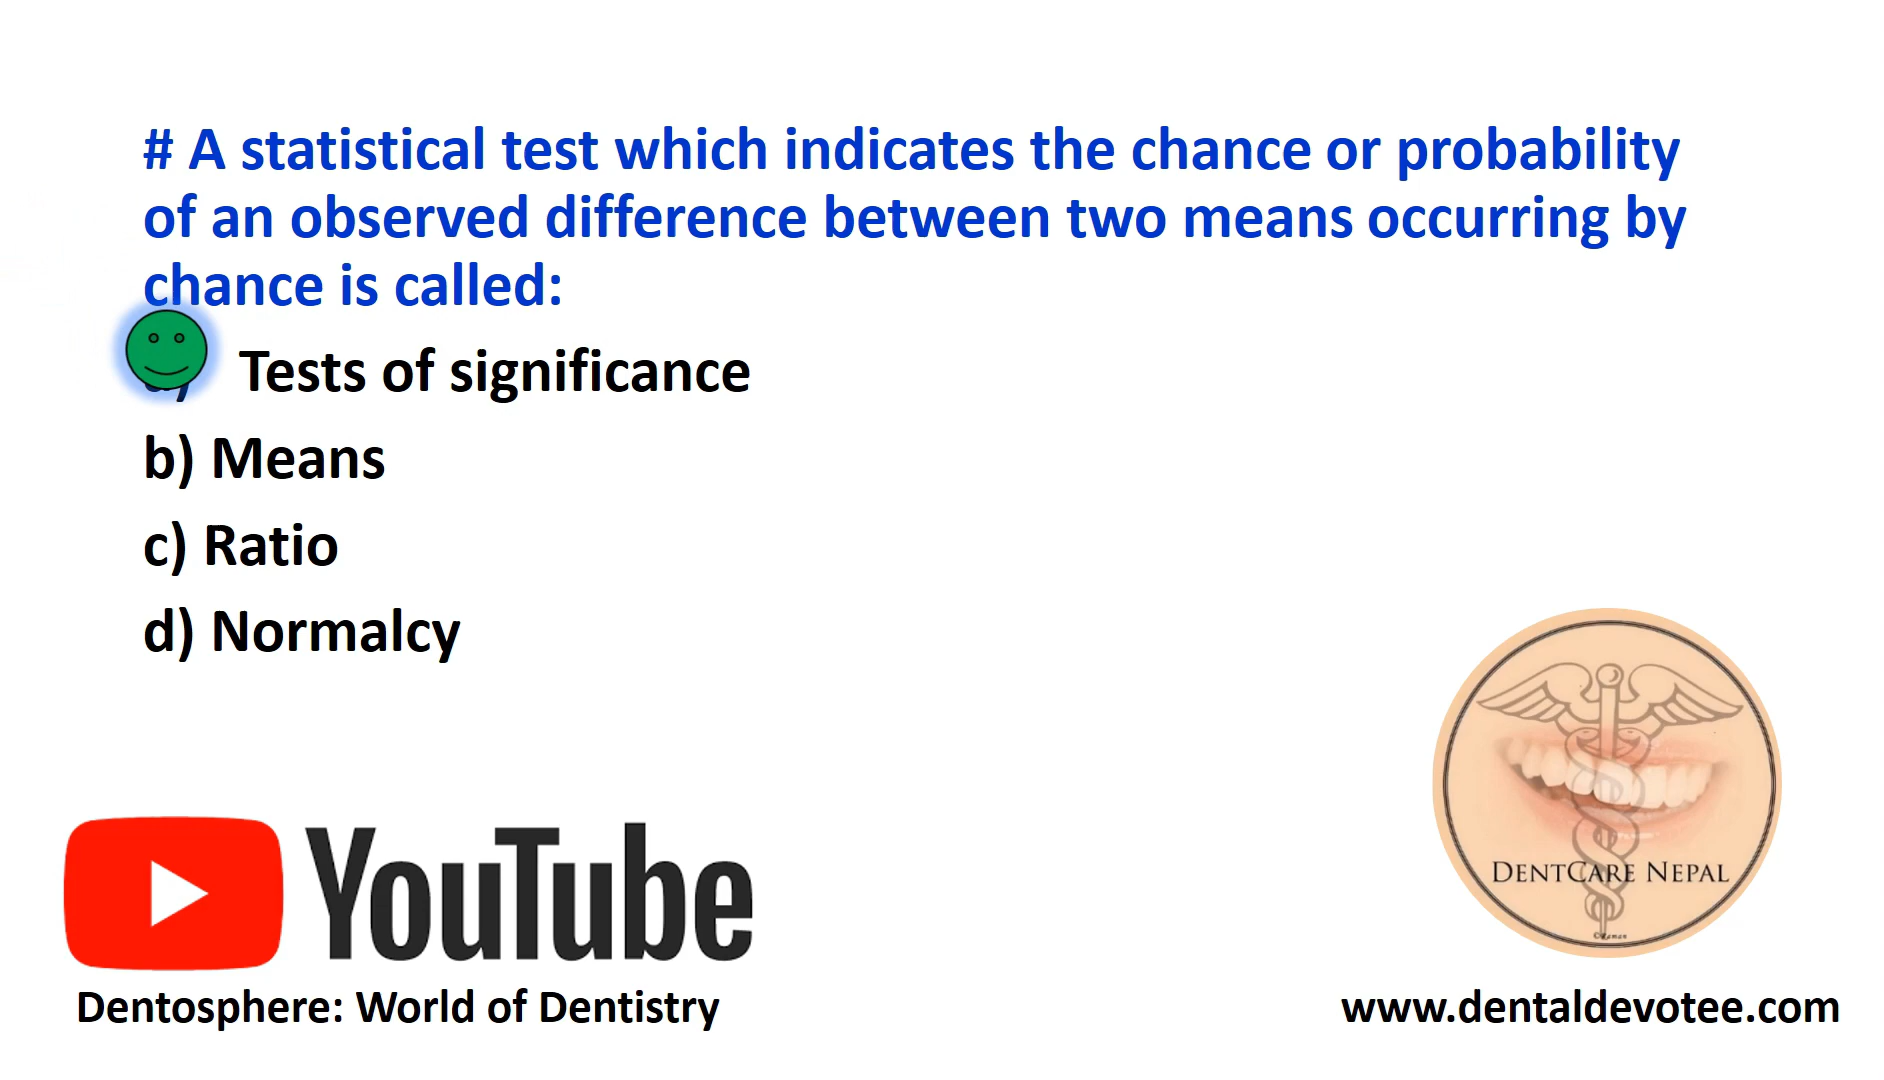 # A statistical test which indicates the chance or probability
of an observed difference between two means occurring by
chance is called:
a) Tests of significance
b) Means
c) Ratio
d) Normalcy
DENTCARE NEPAL
YouTube
Dentosphere: World of Dentistry
www.dentaldevotee.com